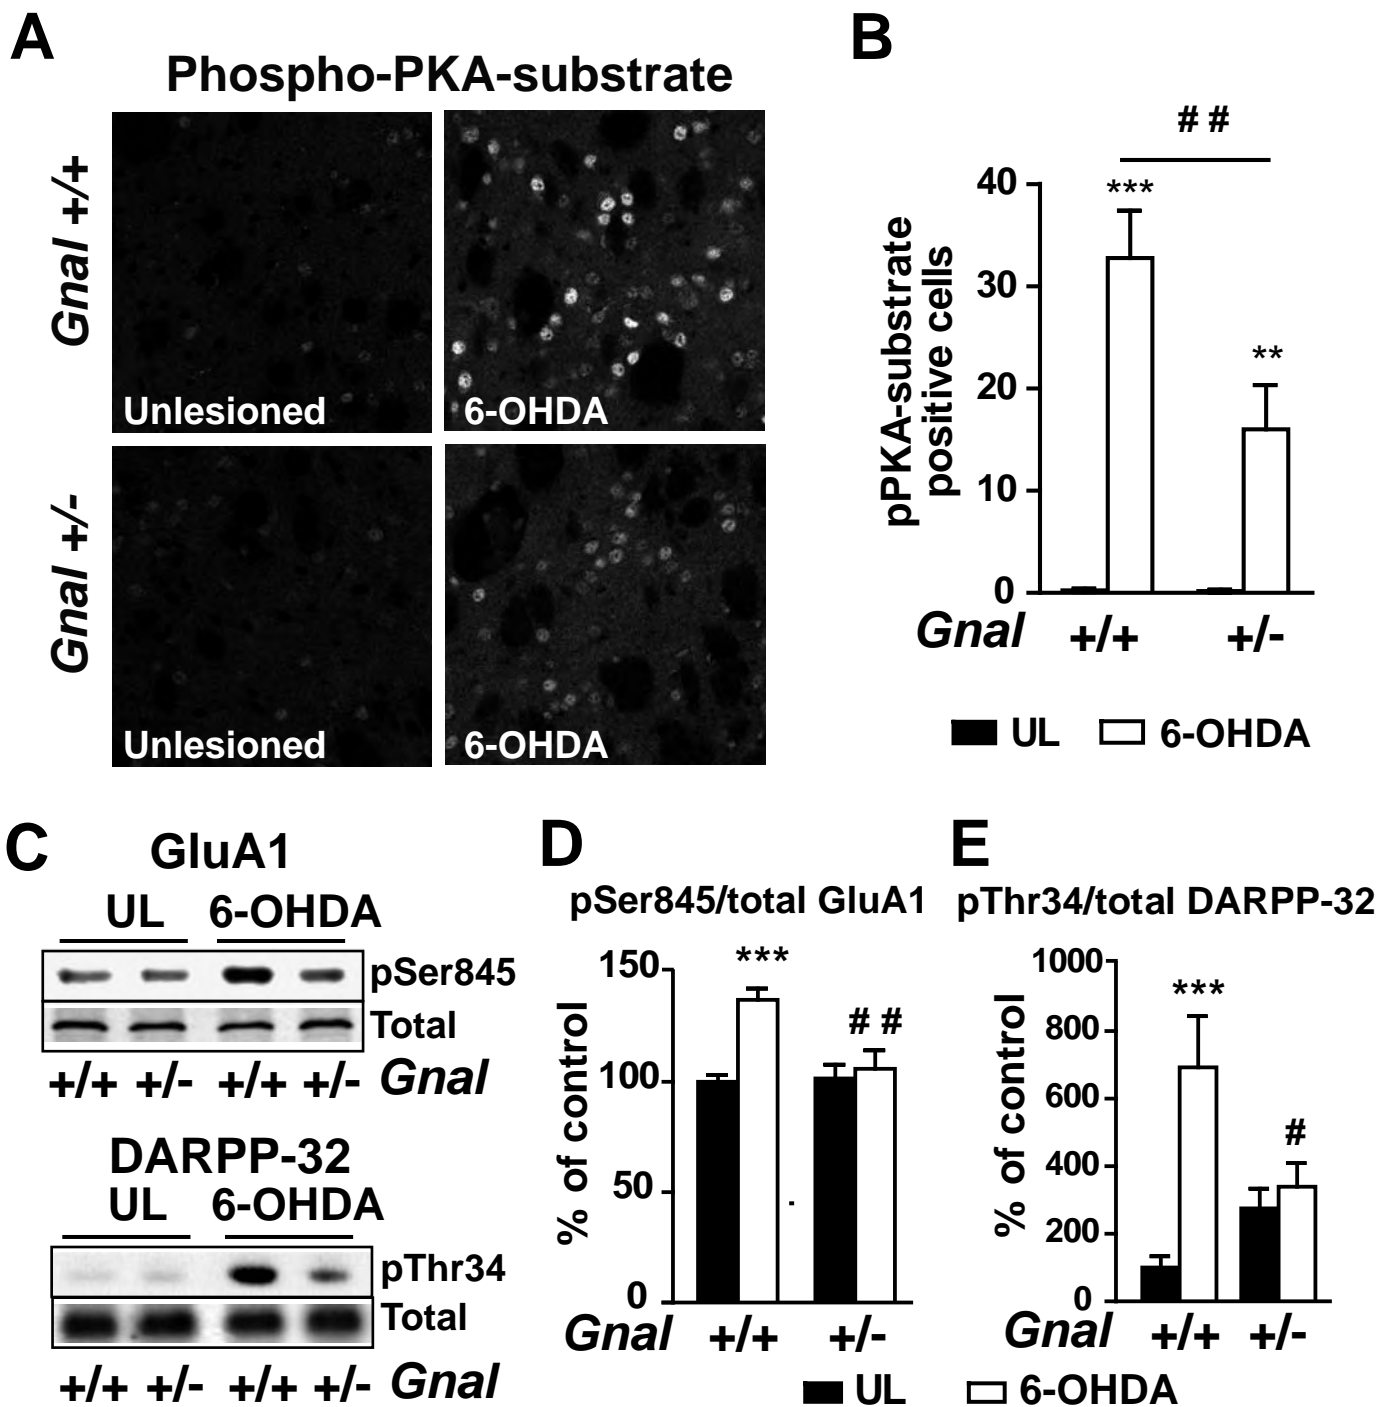 A
Phospho-PKA-substrate
Gnal +/+
Unlesioned
6-OHDA
Gnal +/-
Unlesioned
6-OHDA
B
# #
pPKA-substrate
positive cells
40
30
20
10
0
***
**
Gnal +/+ +/-
UL 6-OHDA
C
GluA1
UL 6-OHDA
pSer845
Total
+/+ +/- +/+ +/- Gnal
DARPP-32
UL 6-OHDA
pThr34
Total
+/+ +/- +/+ +/- Gnal
D
pSer845/total GluA1
% of control
150
100
50
0
***
# #
Gnal +/+ +/-
E
pThr34/total DARPP-32
% of control
1000
800
600
400
200
0
***
#
Gnal +/+ +/-
UL 6-OHDA